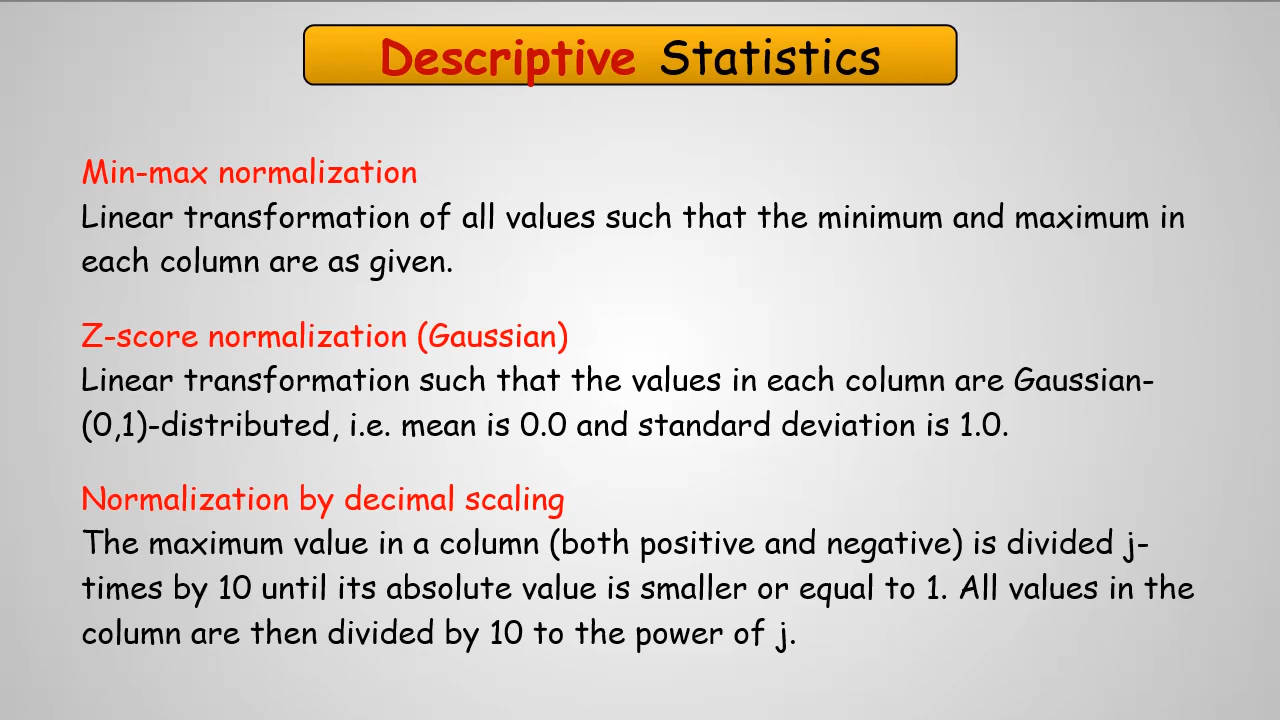 Descriptive Statistics
Min-max normalization
Linear transformation of all values such that the minimum and maximum in
each column are as given.
Z-score normalization (Gaussian)
Linear transformation such that the values in each column are Gaussian-
(0,1)-distributed, i.e. mean is 0.0 and standard deviation is 1.0.
Normalization by decimal scaling
The maximum value in a column (both positive and negative) is divided j-
times by 10 until its absolute value is smaller or equal to 1. All values in the
column are then divided by 10 to the power of j.